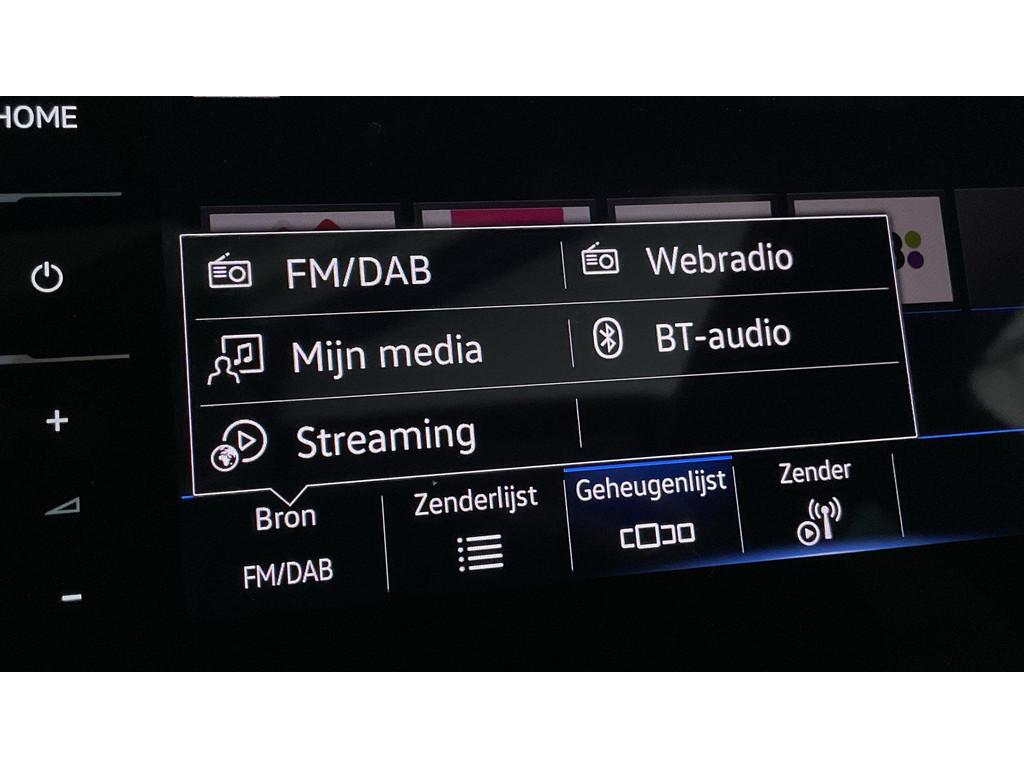 HOME
FM/DAB
Webradio
Mijn media
BT-audio
Streaming
Bron
Zenderlijst
Geheugenlijst
Zender
FM/DAB